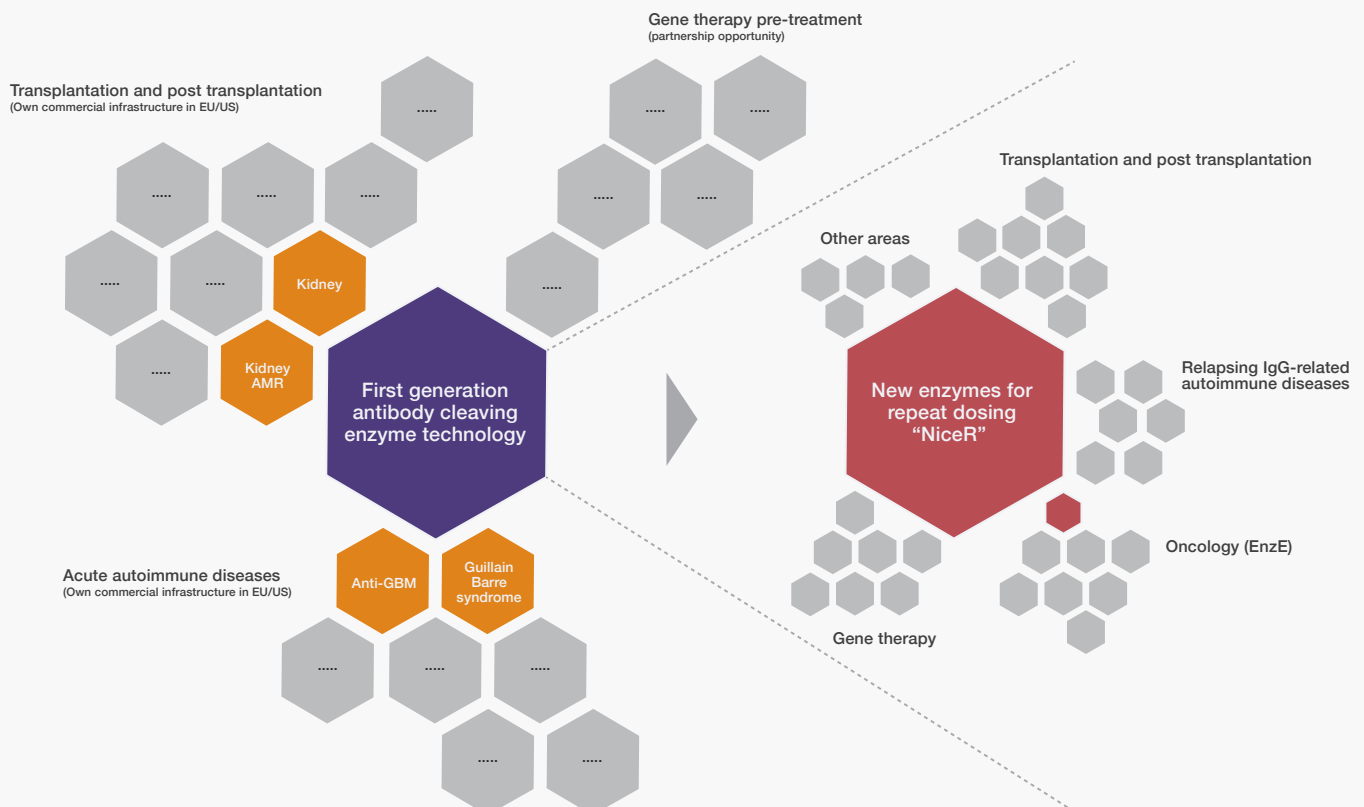 Gene therapy pre-treatment
(partnership opportunity)
Transplantation and post transplantation
(Own commercial infrastructure in EU/US)
.....
.....
.....
.....
.....
.....
.....
.....
.....
.....
.....
Kidney
.....
.....
Kidney
AMR
First generation
antibody cleaving
enzyme technology
Acute autoimmune diseases
(Own commercial infrastructure in EU/US)
Anti-GBM
Guillain
Barre
syndrome
.....
.....
.....
.....
.....
Transplantation and post transplantation
Other areas
New enzymes for
repeat dosing
“NiceR”
Relapsing IgG-related
autoimmune diseases
Oncology (EnzE)
Gene therapy